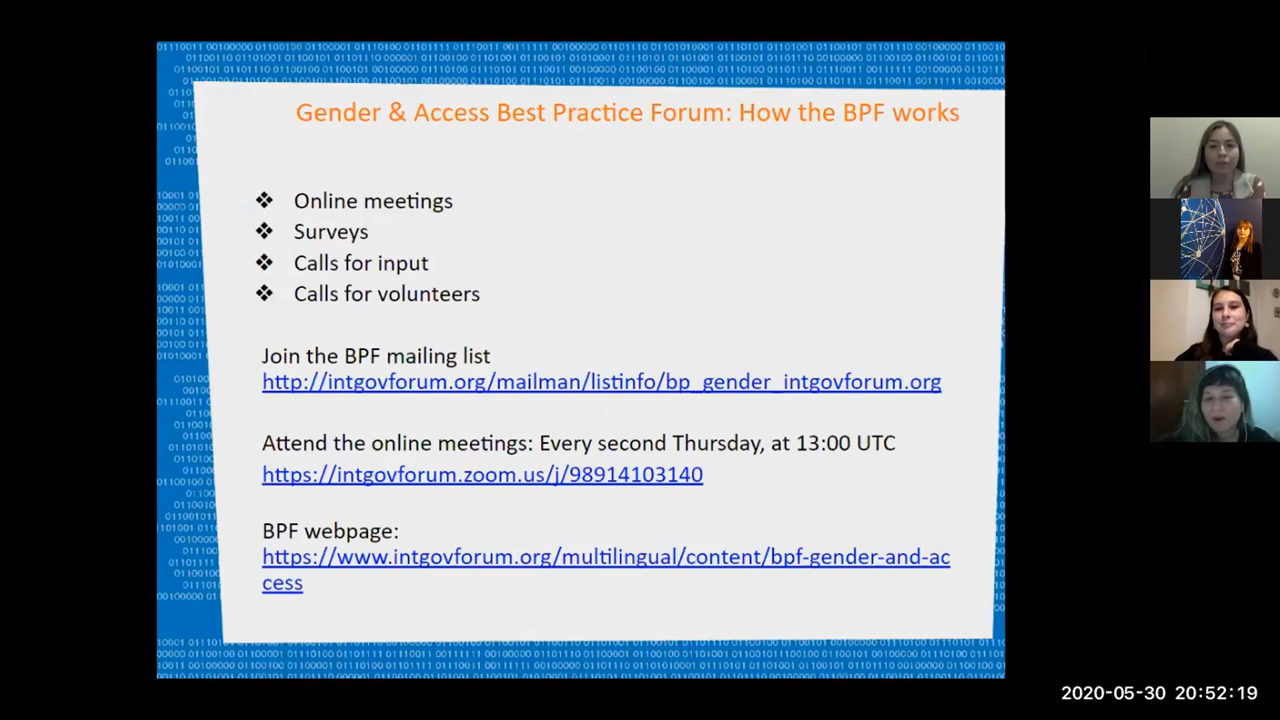 Gender & Access Best Practice Forum: How the BPF works
❖ Online meetings
❖ Surveys
❖ Calls for input
❖ Calls for volunteers
Join the BPF mailing list
http://intgovforum.org/mailman/listinfo/bp_gender_intgovforum.org
Attend the online meetings: Every second Thursday, at 13:00 UTC
https://intgovforum.zoom.us/j/98914103140
BPF webpage:
https://www.intgovforum.org/multilingual/content/bpf-gender-and-ac
cess
2020-05-30 20:52:19